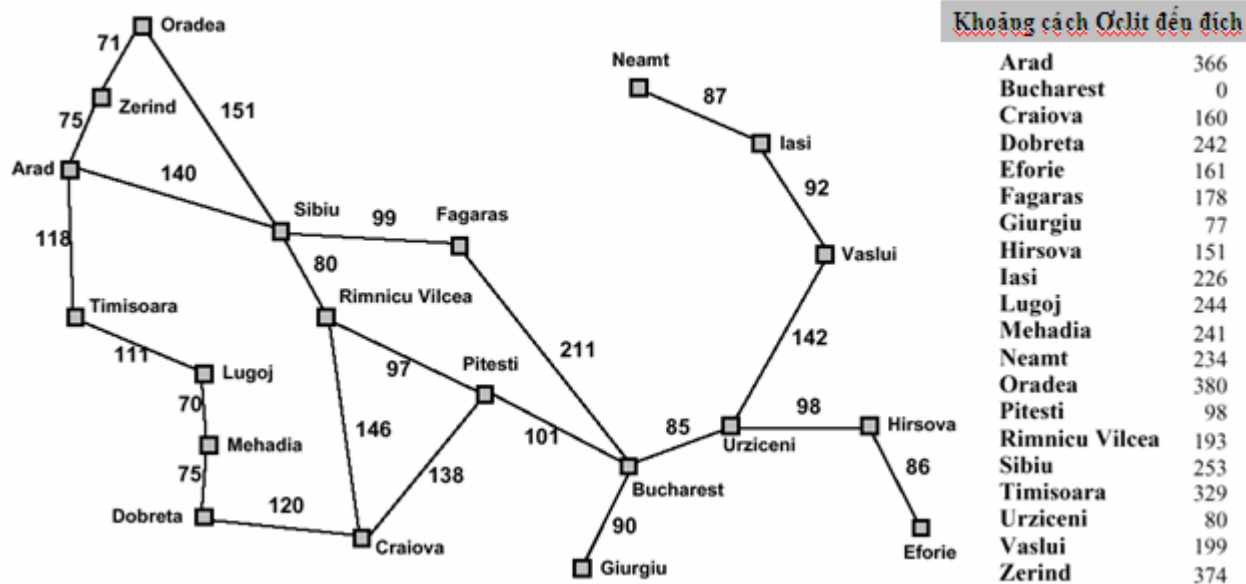 Oradea
71
Zerind
75
151
Arad
140
118
Sibiu
99
Fagaras
80
Timisoara
Rimnicu Vilcea
111
Lugoj
97
Pitesti
211
70
Mehadia
146
101
75
138
Dobreta
120
Craiova
Neamt
87
Iasi
92
Vaslui
142
85
98
Hirsova
Urziceni
86
Bucharest
90
Giurgiu
Eforie
Khoảng cách Ơclit đến đích
Arad 366
Bucharest 0
Craiova 160
Dobreta 242
Eforie 161
Fagaras 178
Giurgiu 77
Hirsova 151
Iasi 226
Lugoj 244
Mehadia 241
Neamt 234
Oradea 380
Pitesti 98
Rimnicu Vilcea 193
Sibiu 253
Timisoara 329
Urziceni 80
Vaslui 199
Zerind 374